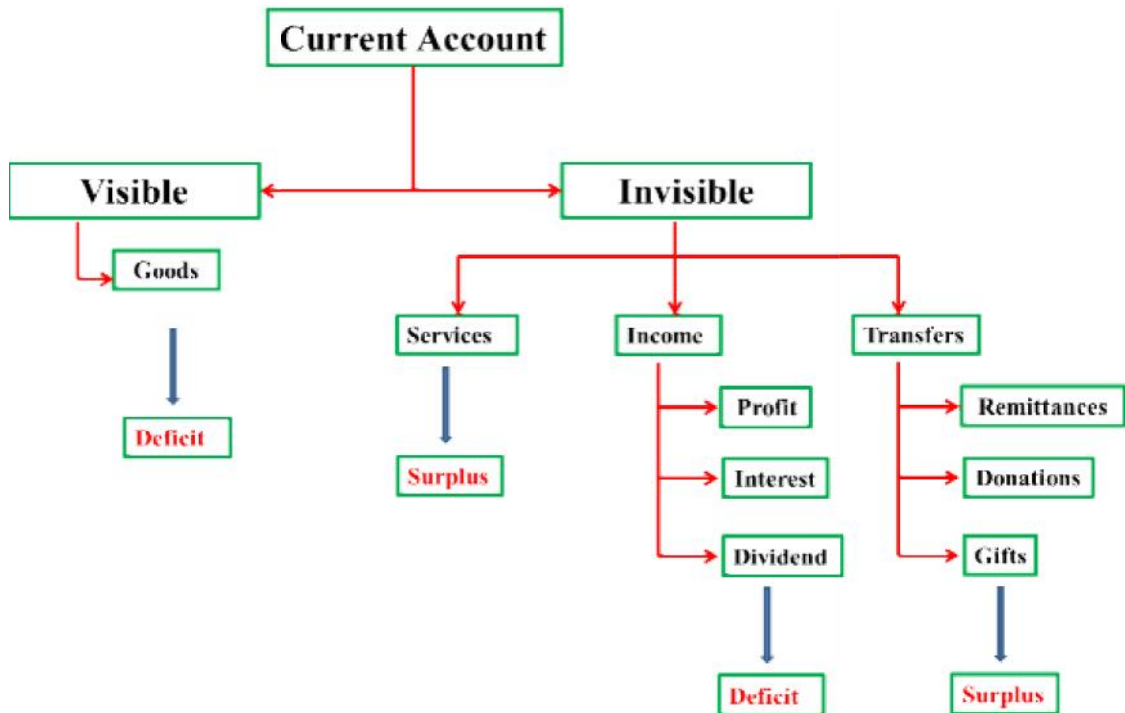 Current Account
Visible
Invisible
Goods
Services
Income
Transfers
Deficit
Surplus
Profit
Interest
Dividend
Deficit
Remittances
Donations
Gifts
Surplus